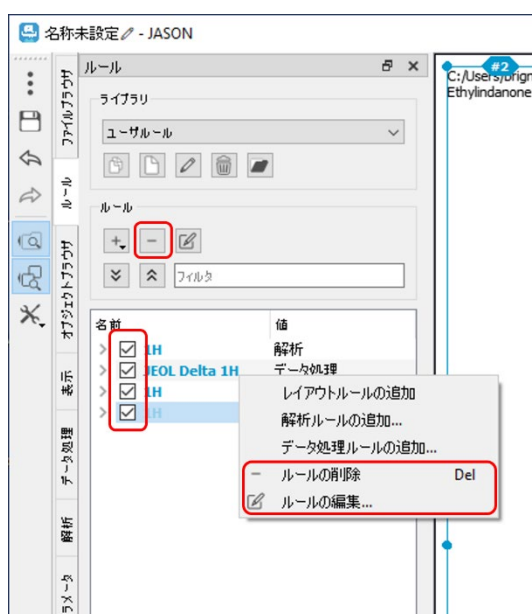 名称未設定 - JASON
ルール
#2
C:/Users/brign
Ethylindanone
ファイルブラウザ
ルール
オブジェクトブラウザ
表示
データ処理
解析
ラメータ
ライブラリ
ユーザルール
ルール
フィルタ
名前 値
1H 解析
JEOL Delta 1H データ処理
1H
1H
レイアウトルールの追加
解析ルールの追加...
データ処理ルールの追加...
ルールの削除 Del
ルールの編集...